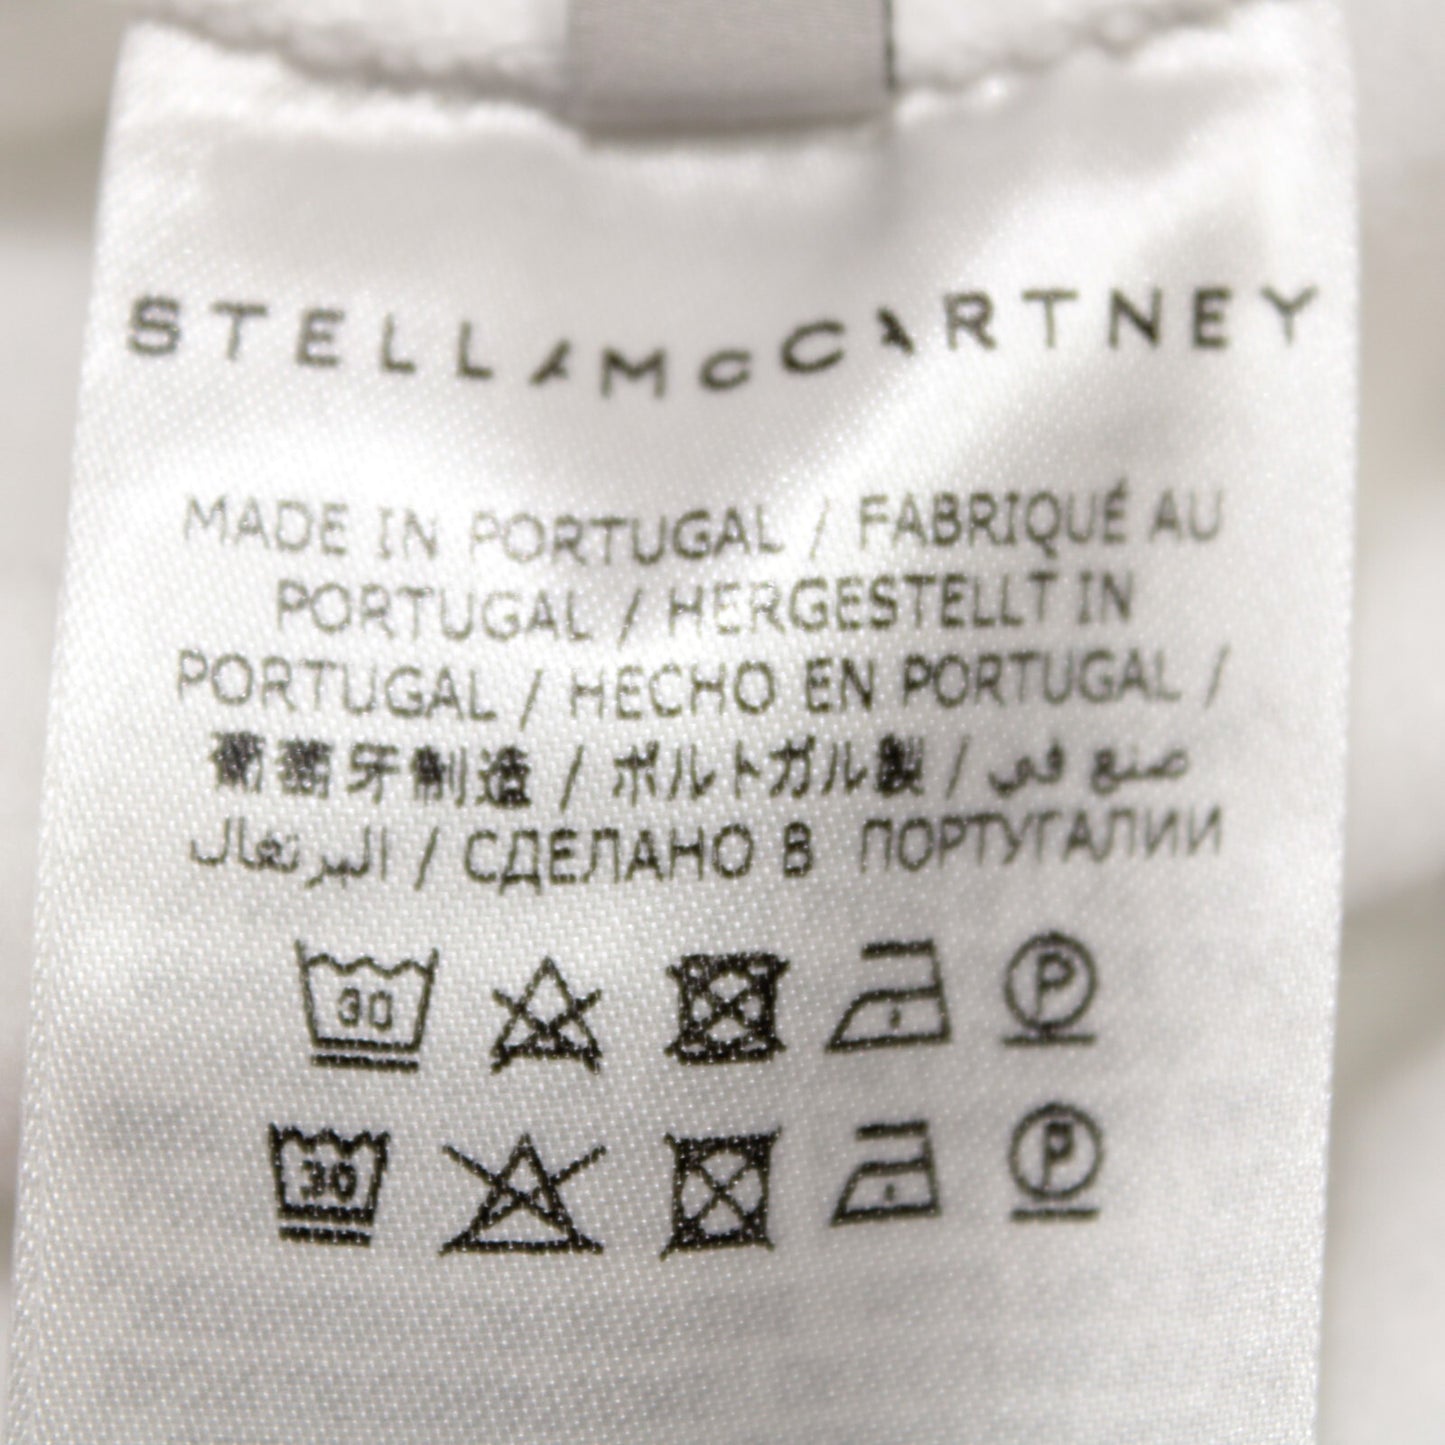 STELLA McCARTNEY
MADE IN PORTUGAL / FABRIQUÉ AU
PORTUGAL / HERGESTELLT IN
PORTUGAL / HECHO EN PORTUGAL /
葡萄牙制造 / ポルトガル製 / صنع في
البرتغال / СДЕЛАНО В ПОРТУГАЛИИ
30 P
30 P